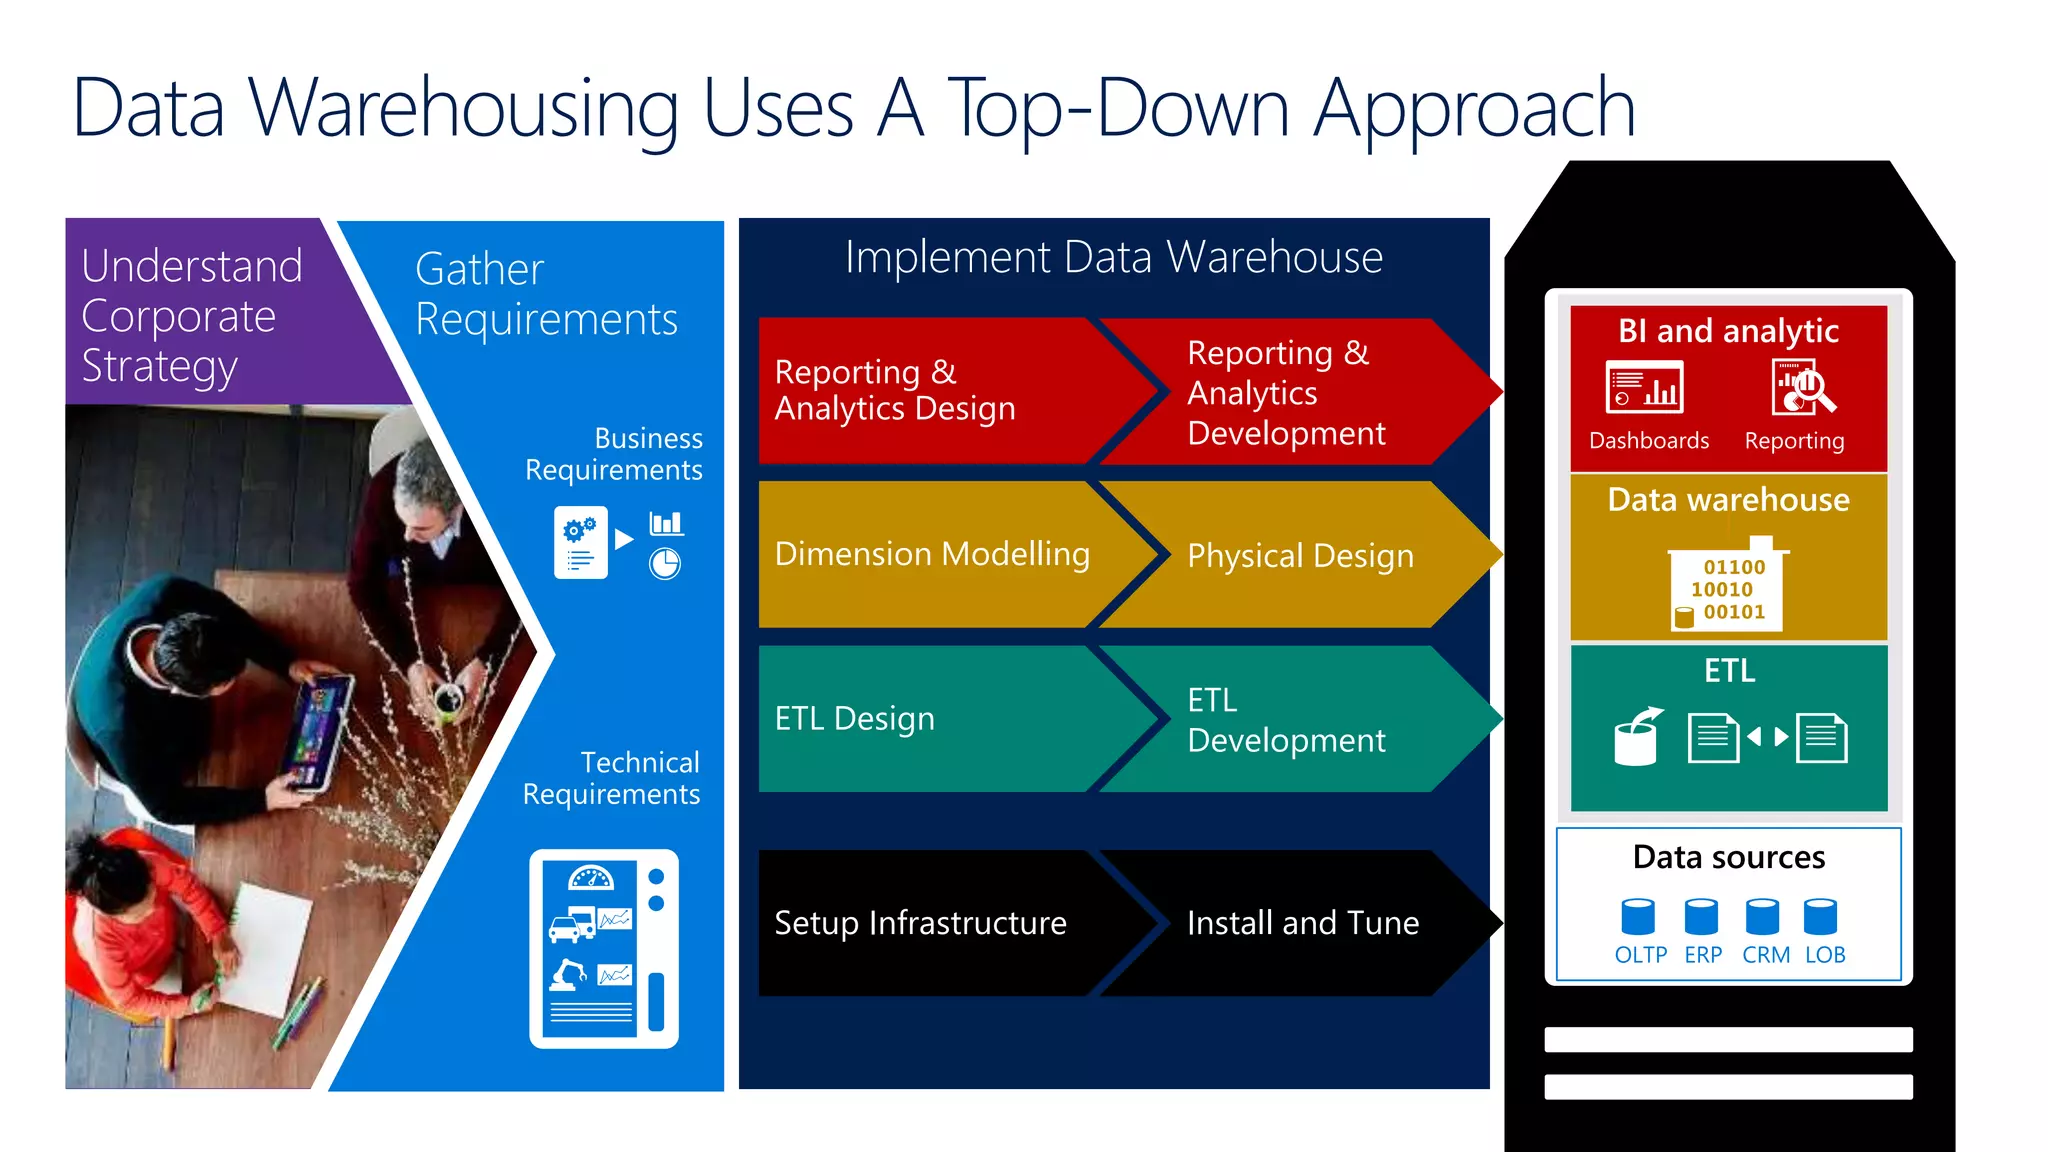 Data Warehousing Uses A Top-Down Approach
Understand
Corporate
Strategy
Gather
Requirements
Business
Requirements
Technical
Requirements
Implement Data Warehouse
Reporting &
Analytics Design
Reporting &
Analytics
Development
Dimension Modelling
Physical Design
ETL Design
ETL
Development
Setup Infrastructure
Install and Tune
BI and analytic
Dashboards
Reporting
Data warehouse
01100
10010
00101
ETL
Data sources
OLTP ERP CRM LOB